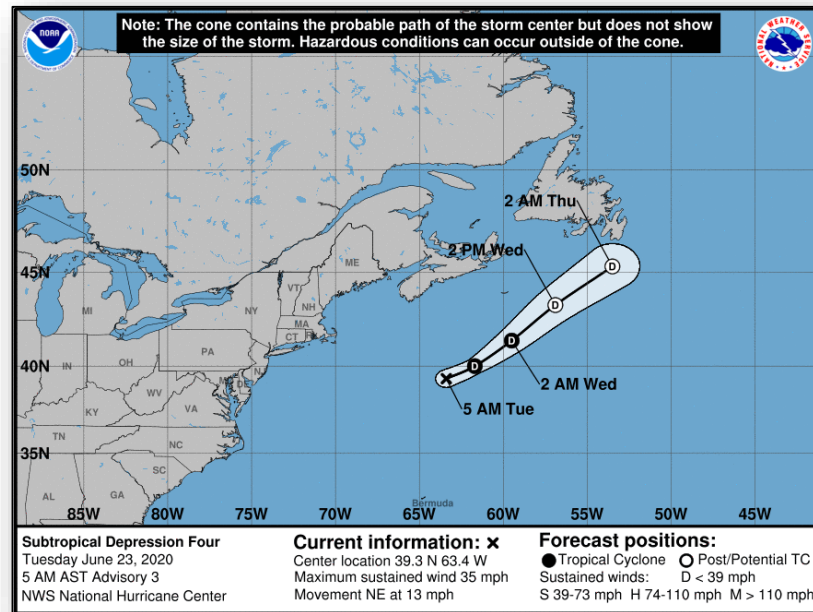 Note: The cone contains the probable path of the storm center but does not show
the size of the storm. Hazardous conditions can occur outside of the cone.
NOAA
NATIONAL WEATHER SERVICE
50N
2 AM Thu
2 PM Wed
45N
ME
VT
NH
MI
NY
MA
CT
PA
40N
IN
OH
NJ
DE
2 AM Wed
WV
5 AM Tue
KY
VA
35N
TN
NC
SC
AL
GA
Bermuda
85W 80W 75W 70W 65W 60W 55W 50W 45W
Subtropical Depression Four
Tuesday June 23, 2020
5 AM AST Advisory 3
NWS National Hurricane Center
Current information: x
Center location 39.3 N 63.4 W
Maximum sustained wind 35 mph
Movement NE at 13 mph
Forecast positions:
Tropical Cyclone Post/Potential TC
Sustained winds: D < 39 mph
S 39-73 mph H 74-110 mph M > 110 mph
D
D
D
D